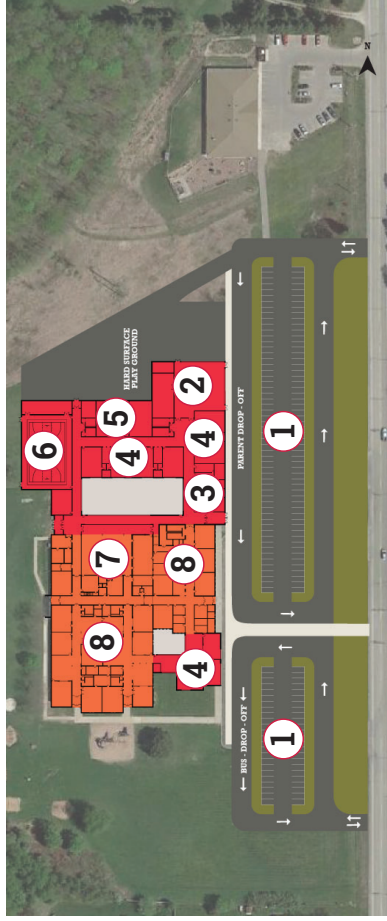 6
HARD SURFACE
PLAY GROUND
8
7
4
5
8
2
4
3
4
BUS - DROP - OFF
PARENT DROP - OFF
1
1
N